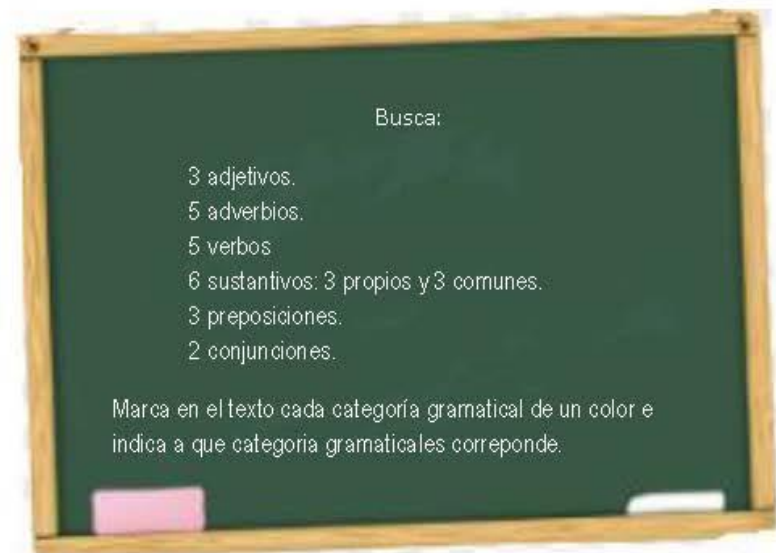 Busca:
3 adjetivos.
5 adverbios.
5 verbos
6 sustantivos: 3 propios y 3 comunes.
3 preposiciones.
2 conjunciones.
Marca en el texto cada categoría gramatical de un color e
indica a que categoria gramaticales correponde.